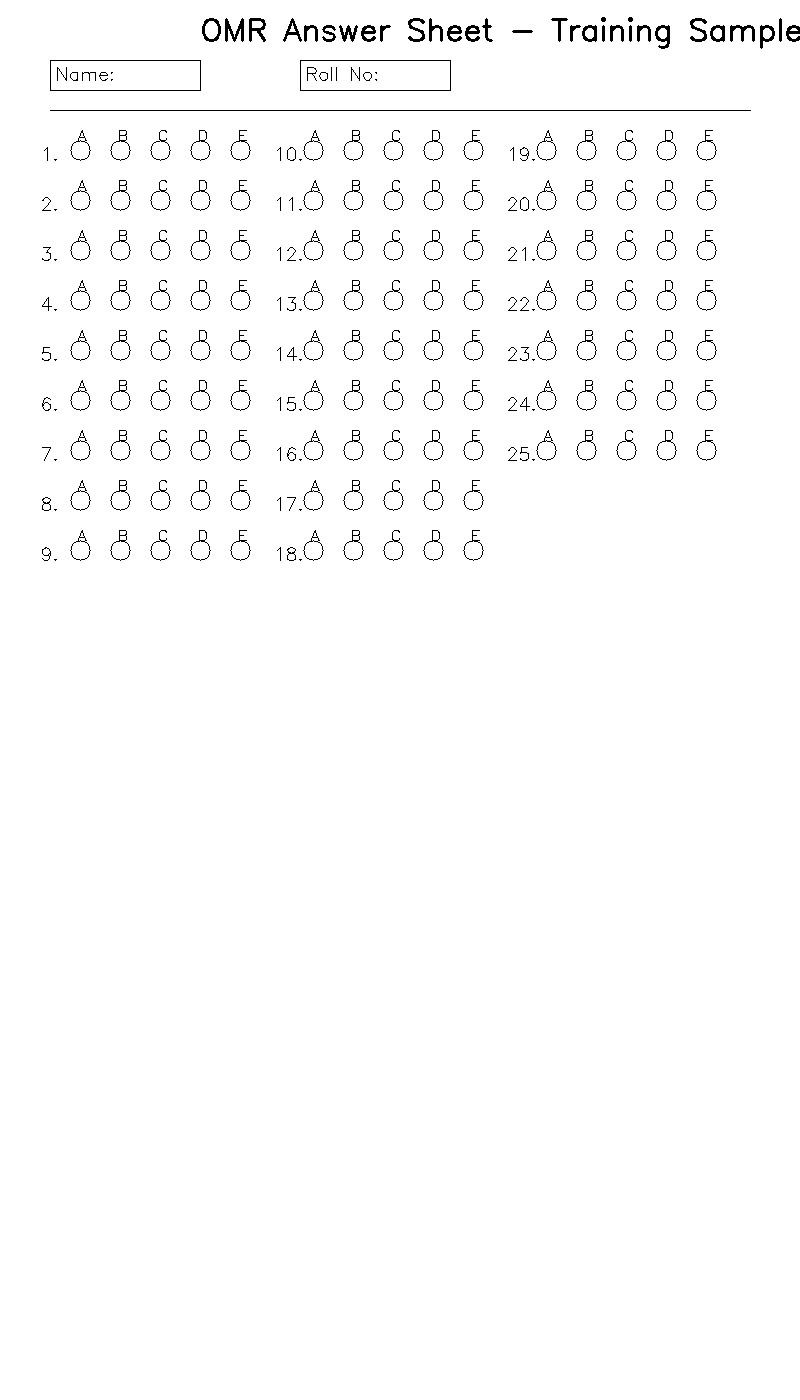 OMR Answer Sheet - Training Sample
Name: Roll No:
A B C D E A B C D E A B C D E
1. 10. 19.
A B C D E A B C D E A B C D E
2. 11. 20.
A B C D E A B C D E A B C D E
3. 12. 21.
A B C D E A B C D E A B C D E
4. 13. 22.
A B C D E A B C D E A B C D E
5. 14. 23.
A B C D E A B C D E A B C D E
6. 15. 24.
A B C D E A B C D E A B C D E
7. 16. 25.
A B C D E A B C D E
8. 17.
A B C D E A B C D E
9. 18.